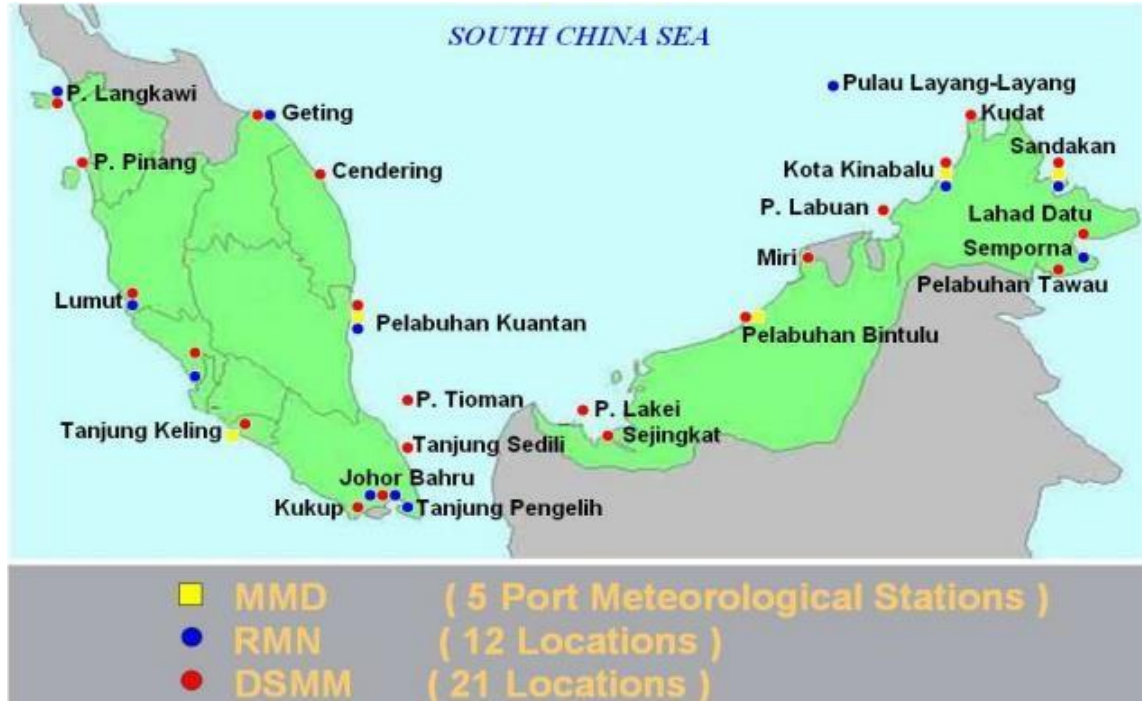 SOUTH CHINA SEA
P. Langkawi
Pulau Layang-Layang
Geting
Kudat
P. Pinang
Cendering
Sandakan
Kota Kinabalu
P. Labuan
Lahad Datu
Semporna
Miri
Pelabuhan Tawau
Lumut
Pelabuhan Kuantan
Pelabuhan Bintulu
P. Tioman
P. Lakei
Tanjung Keling
Sejingkat
Tanjung Sedili
Johor Bahru
Kukup
Tanjung Pengelih
MMD ( 5 Port Meteorological Stations )
RMN ( 12 Locations )
DSMM ( 21 Locations )